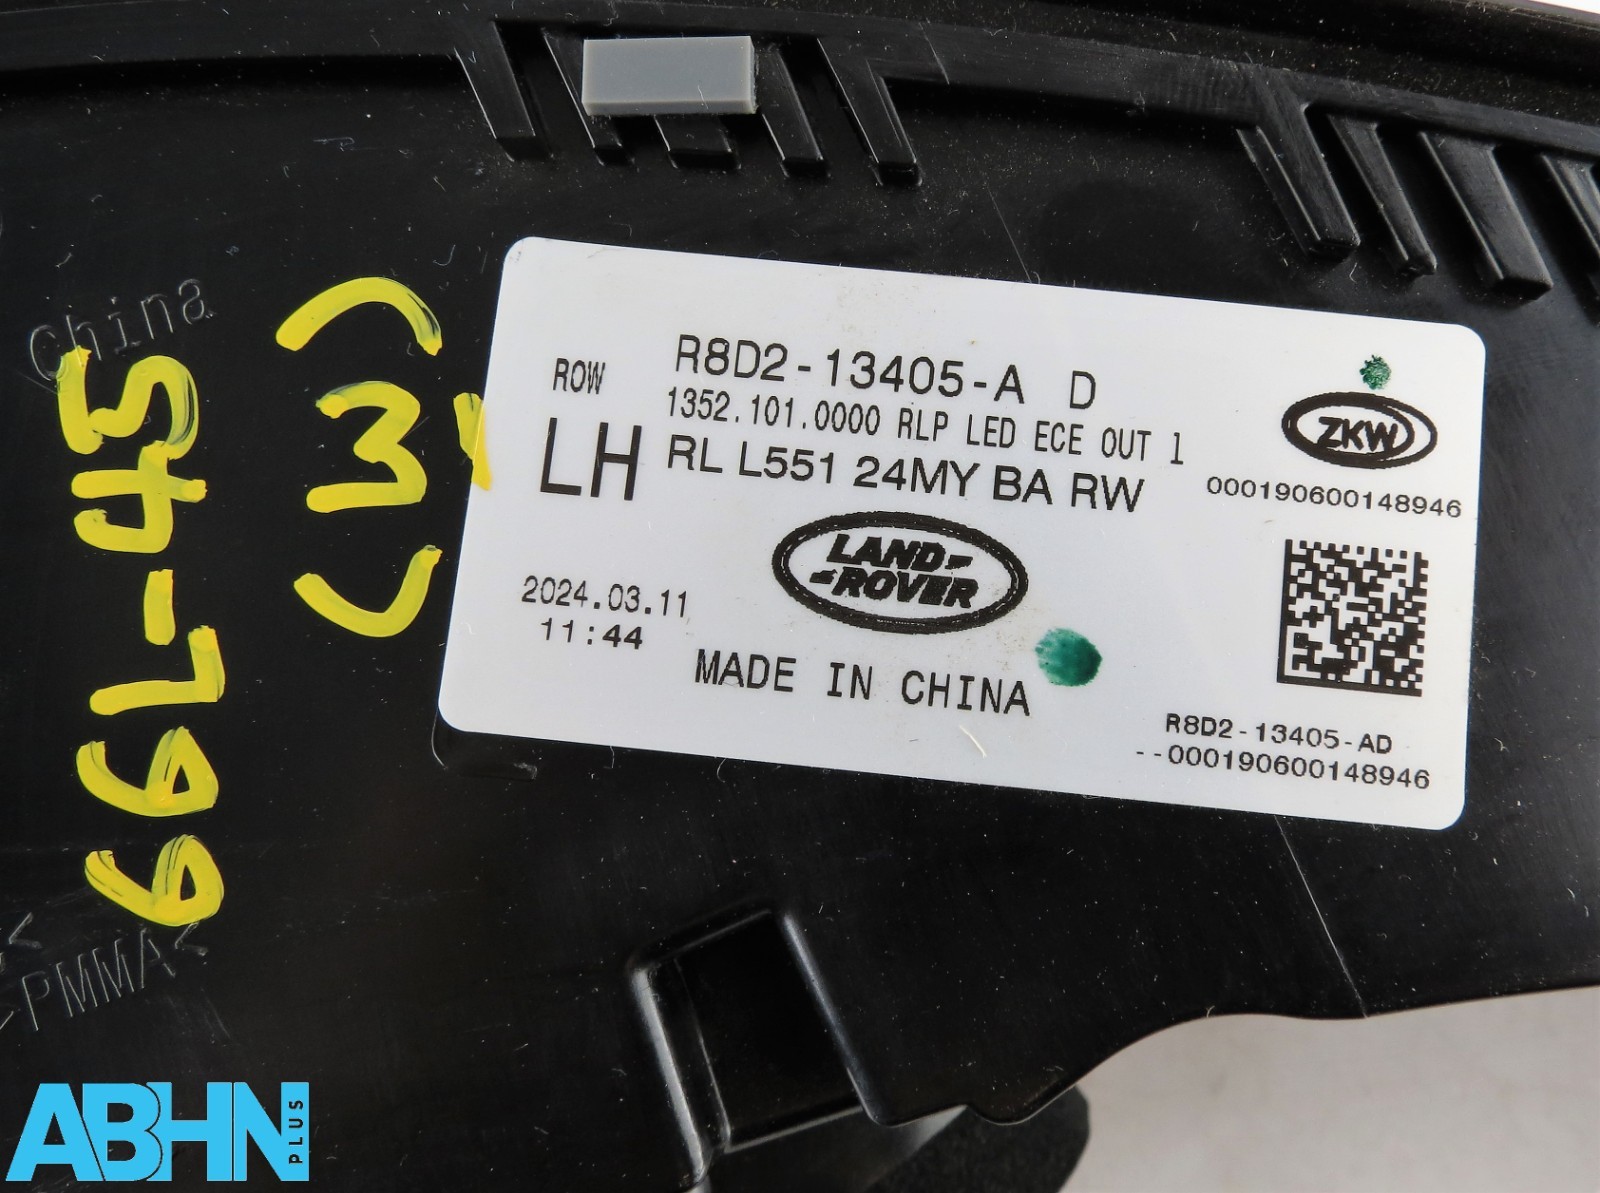 China
66L-45
(W)
ROW
LH
R8D2-13405-A D
1352.101.0000 RLP LED ECE OUT 1
RL L551 24MY BA RW
LAND-
-ROVER
2024.03.11
11:44
MADE IN CHINA
ZKW
000190600148946
R8D2-13405-AD
--000190600148946
>PMMA<
ABHN
PLUS